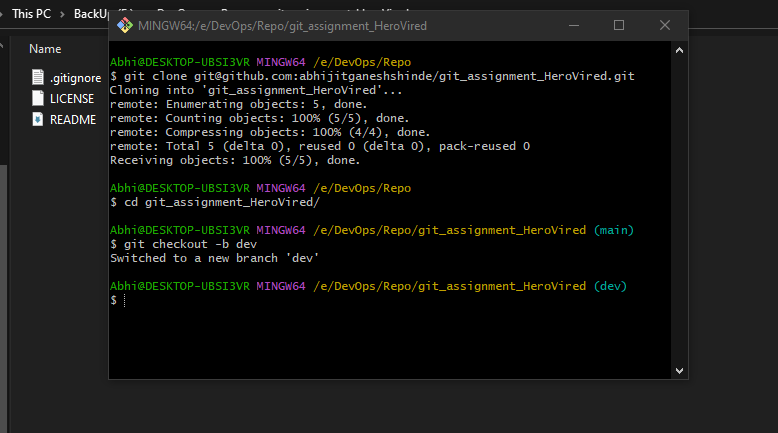 This PC
BackUp
MINGW64:/e/DevOps/Repo/git_assignment_HeroVired
Name
.gitignore
LICENSE
README
Abhi@DESKTOP-UBSI3VR MINGW64 /e/DevOps/Repo
$ git clone git@github.com:abhijitganeshshinde/git_assignment_HeroVired.git
Cloning into 'git_assignment_HeroVired'...
remote: Enumerating objects: 5, done.
remote: Counting objects: 100% (5/5), done.
remote: Compressing objects: 100% (4/4), done.
remote: Total 5 (delta 0), reused 0 (delta 0), pack-reused 0
Receiving objects: 100% (5/5), done.
Abhi@DESKTOP-UBSI3VR MINGW64 /e/DevOps/Repo
$ cd git_assignment_HeroVired/
Abhi@DESKTOP-UBSI3VR MINGW64 /e/DevOps/Repo/git_assignment_HeroVired (main)
$ git checkout -b dev
Switched to a new branch 'dev'
Abhi@DESKTOP-UBSI3VR MINGW64 /e/DevOps/Repo/git_assignment_HeroVired (dev)
$